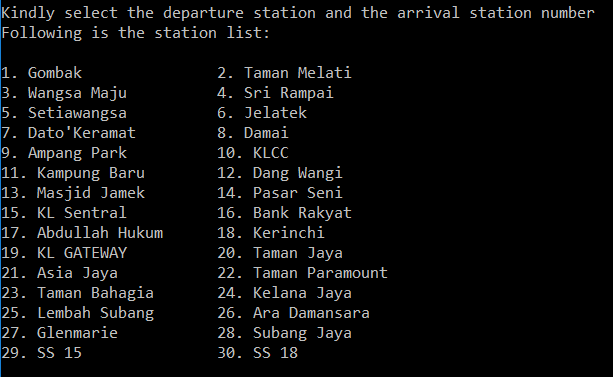 Kindly select the departure station and the arrival station number
Following is the station list:
1. Gombak 2. Taman Melati
3. Wangsa Maju 4. Sri Rampai
5. Setiawangsa 6. Jelatek
7. Dato'Keramat 8. Damai
9. Ampang Park 10. KLCC
11. Kampung Baru 12. Dang Wangi
13. Masjid Jamek 14. Pasar Seni
15. KL Sentral 16. Bank Rakyat
17. Abdullah Hukum 18. Kerinchi
19. KL GATEWAY 20. Taman Jaya
21. Asia Jaya 22. Taman Paramount
23. Taman Bahagia 24. Kelana Jaya
25. Lembah Subang 26. Ara Damansara
27. Glenmarie 28. Subang Jaya
29. SS 15 30. SS 18